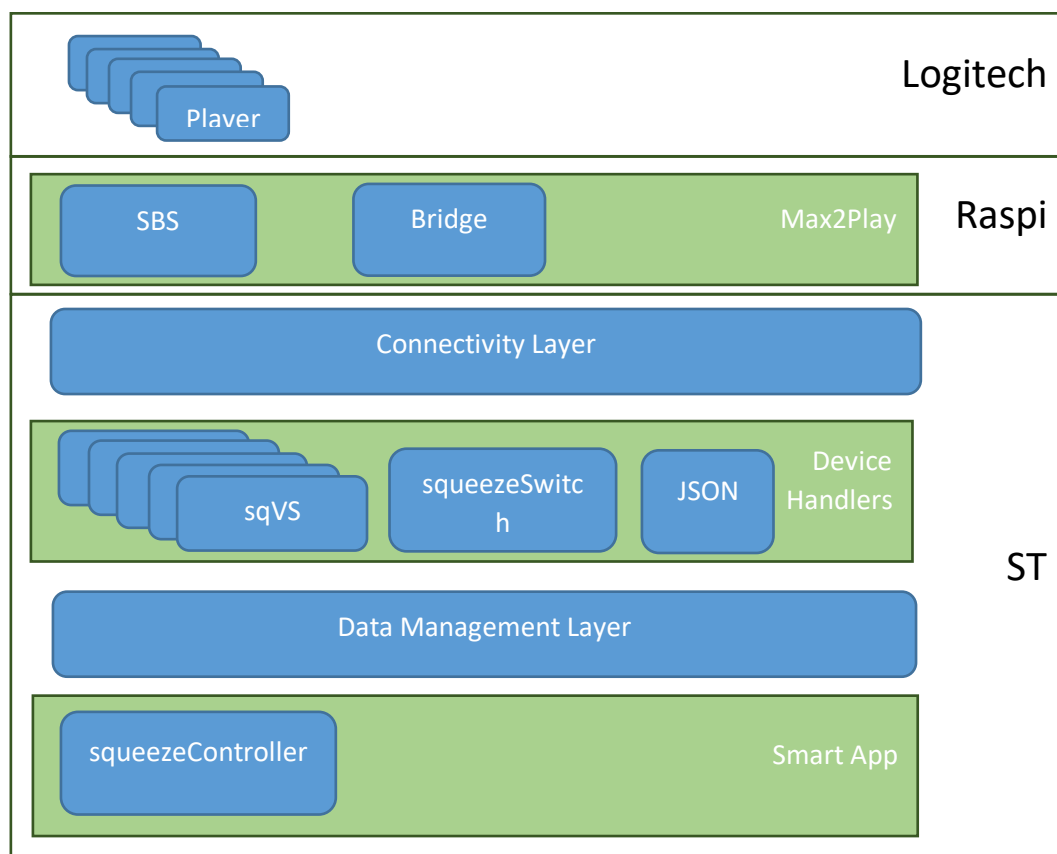 Logitech
Player
SBS
Bridge
Max2Play
Raspi
Connectivity Layer
Device
Handlers
squeezeSwitc
h
JSON
sqVS
ST
Data Management Layer
squeezeController
Smart App